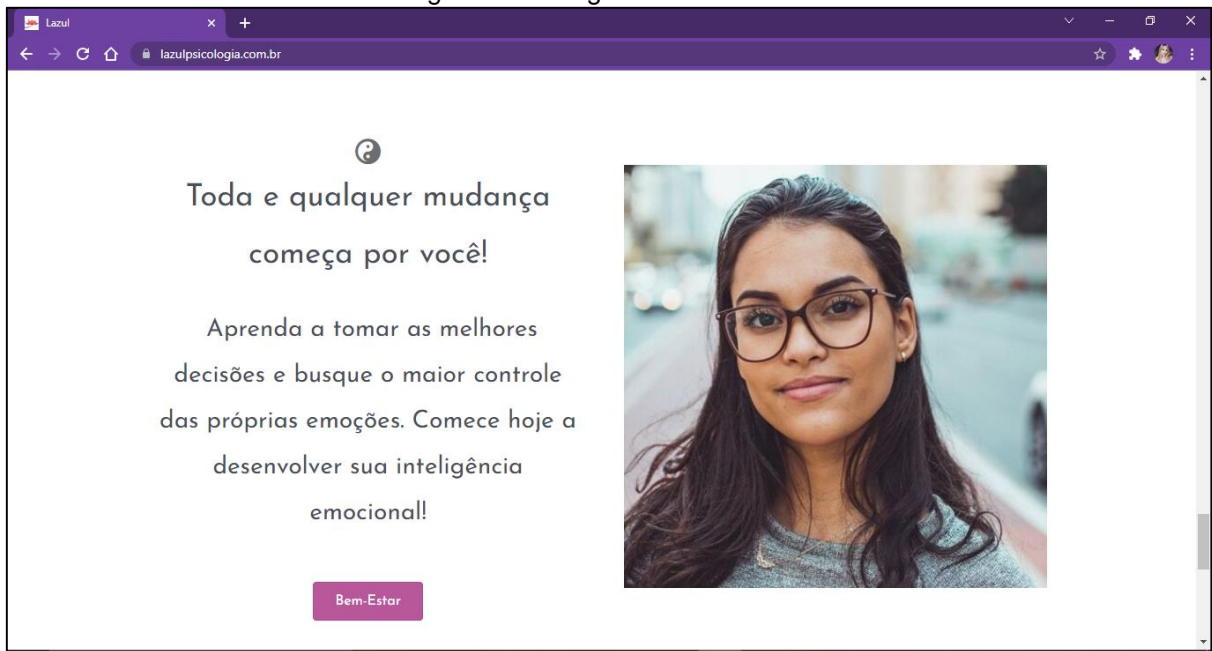 Lazul
lazulpsicologia.com.br
Toda e qualquer mudança
começa por você!
Aprenda a tomar as melhores
decisões e busque o maior controle
das próprias emoções. Comece hoje a
desenvolver sua inteligência
emocional!
Bem-Estar